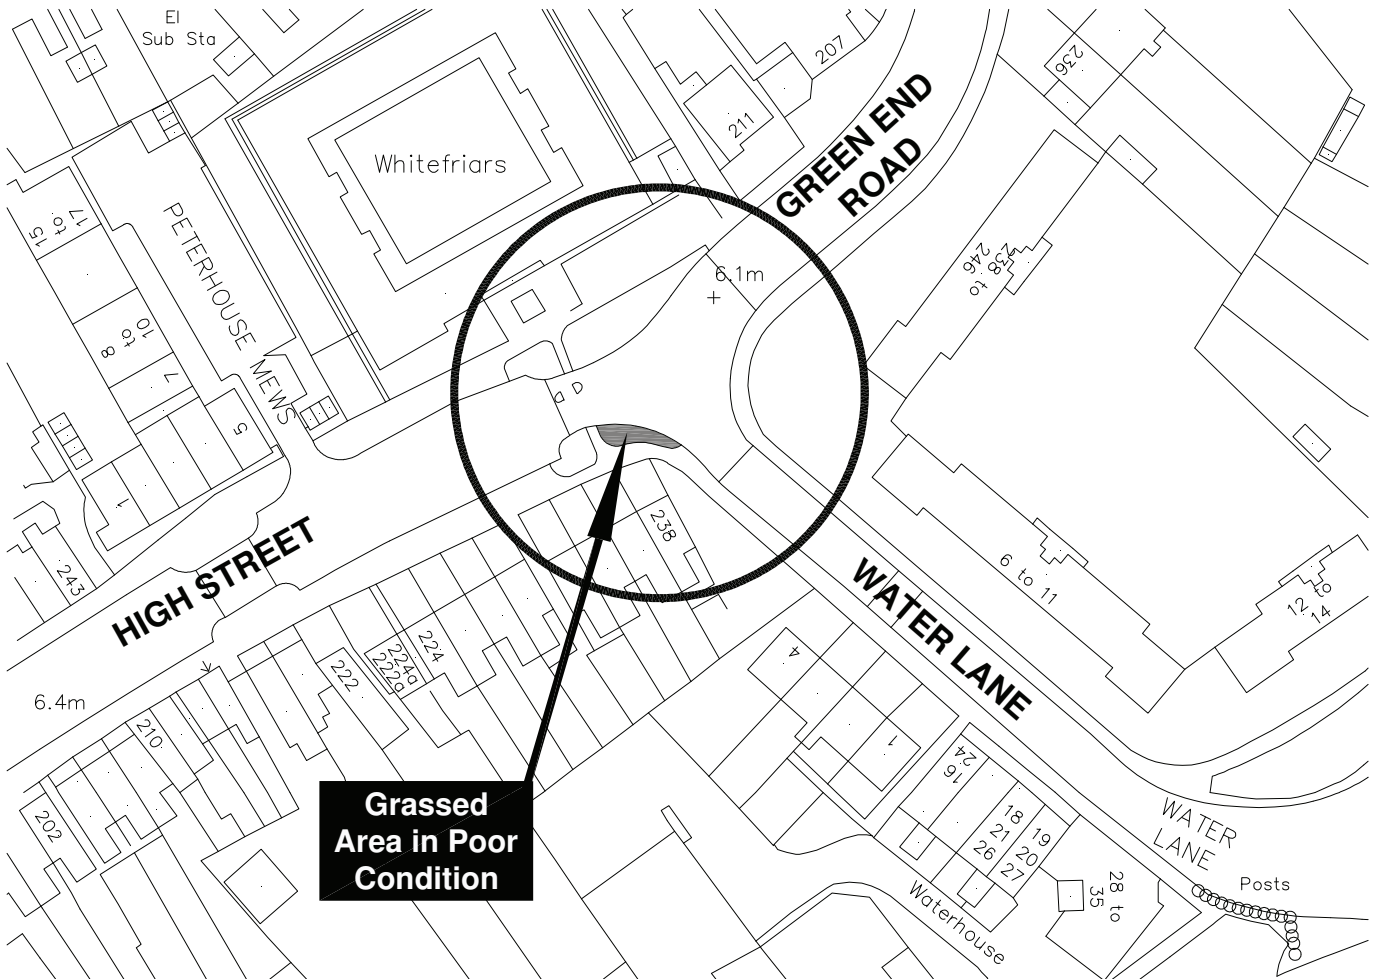 El
Sub Sta
207
236
211
Whitefriars
GREEN END
ROAD
PETERHOUSE MEWS
15
to
17
6.1m
238 to
246
8
to
10
7
5
1
243
HIGH STREET
238
6 to 11
12 to
14
WATER LANE
224
224a
222a
222
6.4m
210
202
4
1
24
16
18
21
26
19
20
27
28 to
35
WATER
LANE
Posts
Waterhouse
Grassed
Area in Poor
Condition